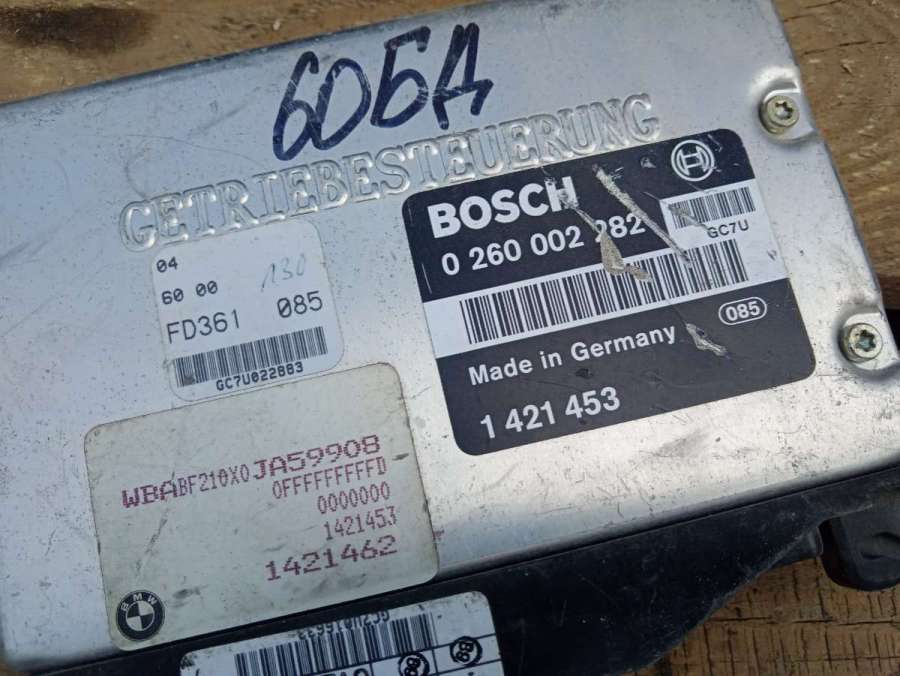 60БД
GETRIEBESTEUERUNG
BOSCH
0 260 002 282
GC7U
085
Made in Germany
1 421 453
04
60 00
130
FD361 085
GC7U022883
WBABF210X0JA59908
0FFFFFFFFFD
0000000
1421453
1421462
BMW